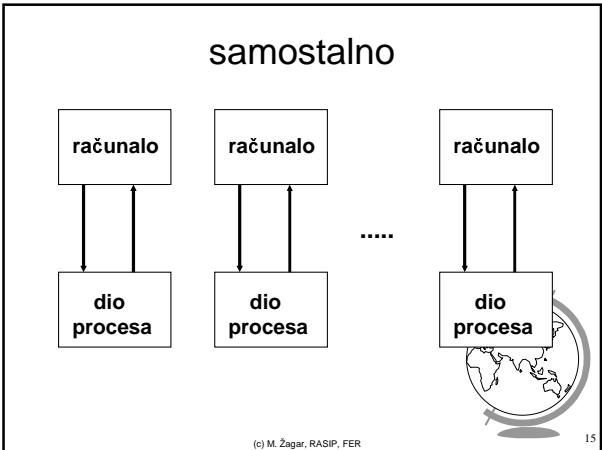 samostalno
računalo računalo računalo
.....
dio dio dio
procesa procesa procesa
(c) M. Žagar, RASIP, FER 15